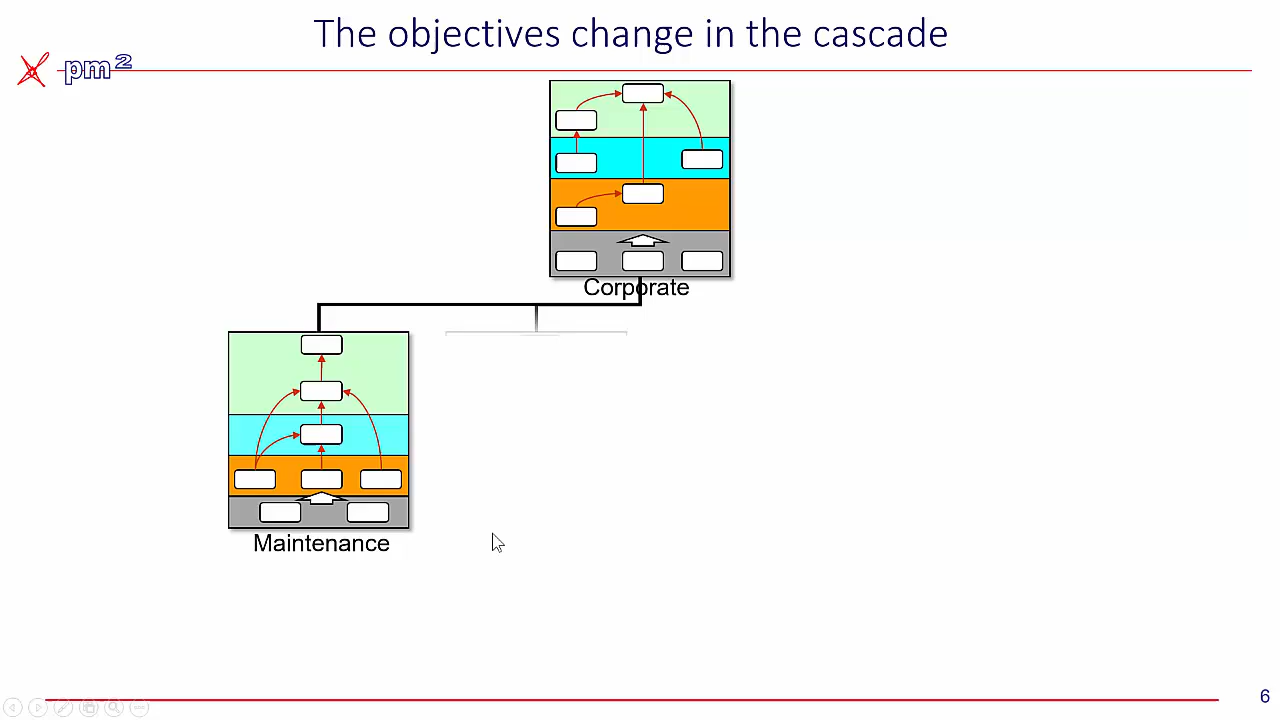 The objectives change in the cascade
pm²
Corporate
Maintenance
6